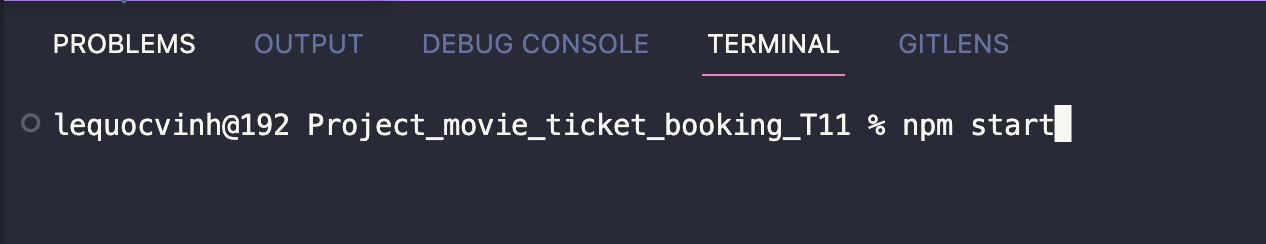 PROBLEMS OUTPUT DEBUG CONSOLE TERMINAL GITLENS
lequocvinh@192 Project_movie_ticket_booking_T11 % npm start